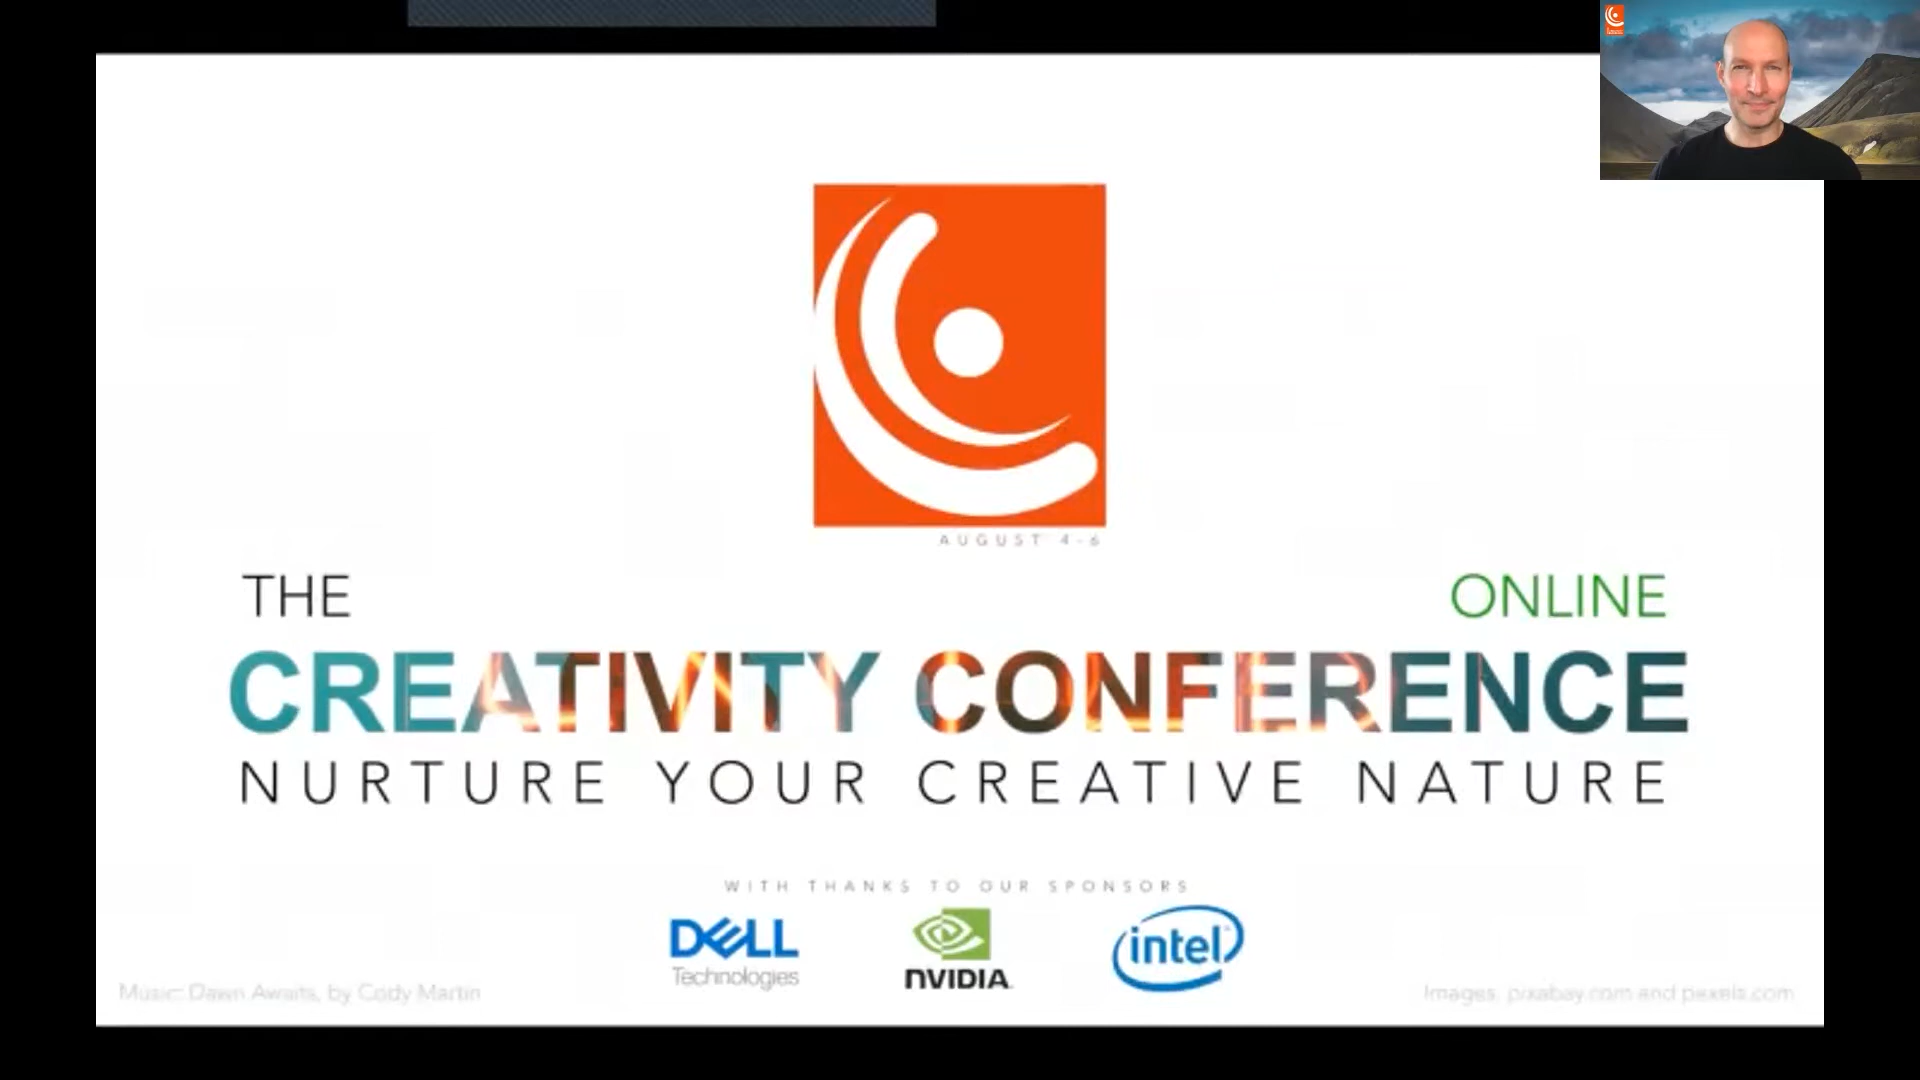 AUGUST 4-6
THE
ONLINE
CREATIVITY CONFERENCE
NURTURE YOUR CREATIVE NATURE
WITH THANKS TO OUR SPONSORS
DELL
Technologies
NVIDIA
intel
Music: Dawn Awaits, by Cody Martin
Images: pixabay.com and pexels.com